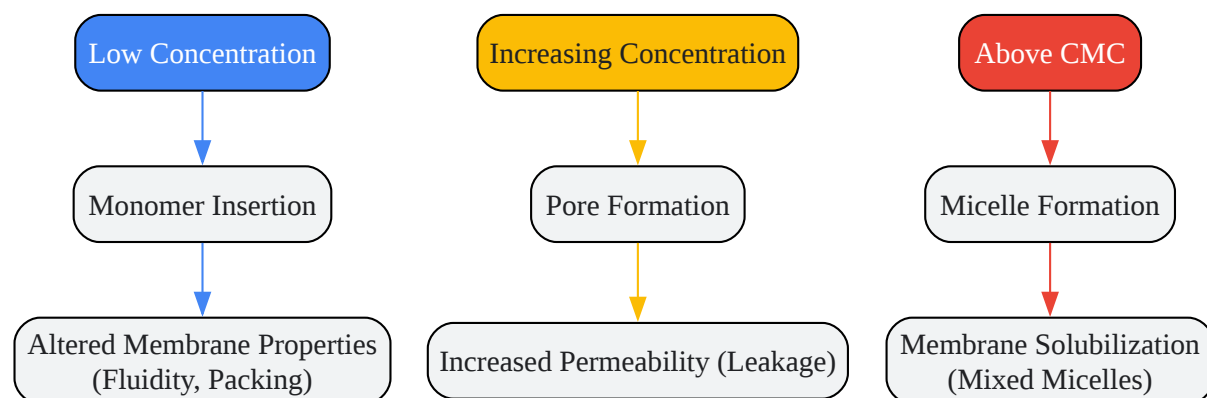 Low Concentration
Increasing Concentration
Above CMC
Monomer Insertion
Pore Formation
Micelle Formation
Altered Membrane Properties
(Fluidity, Packing)
Increased Permeability (Leakage)
Membrane Solubilization
(Mixed Micelles)